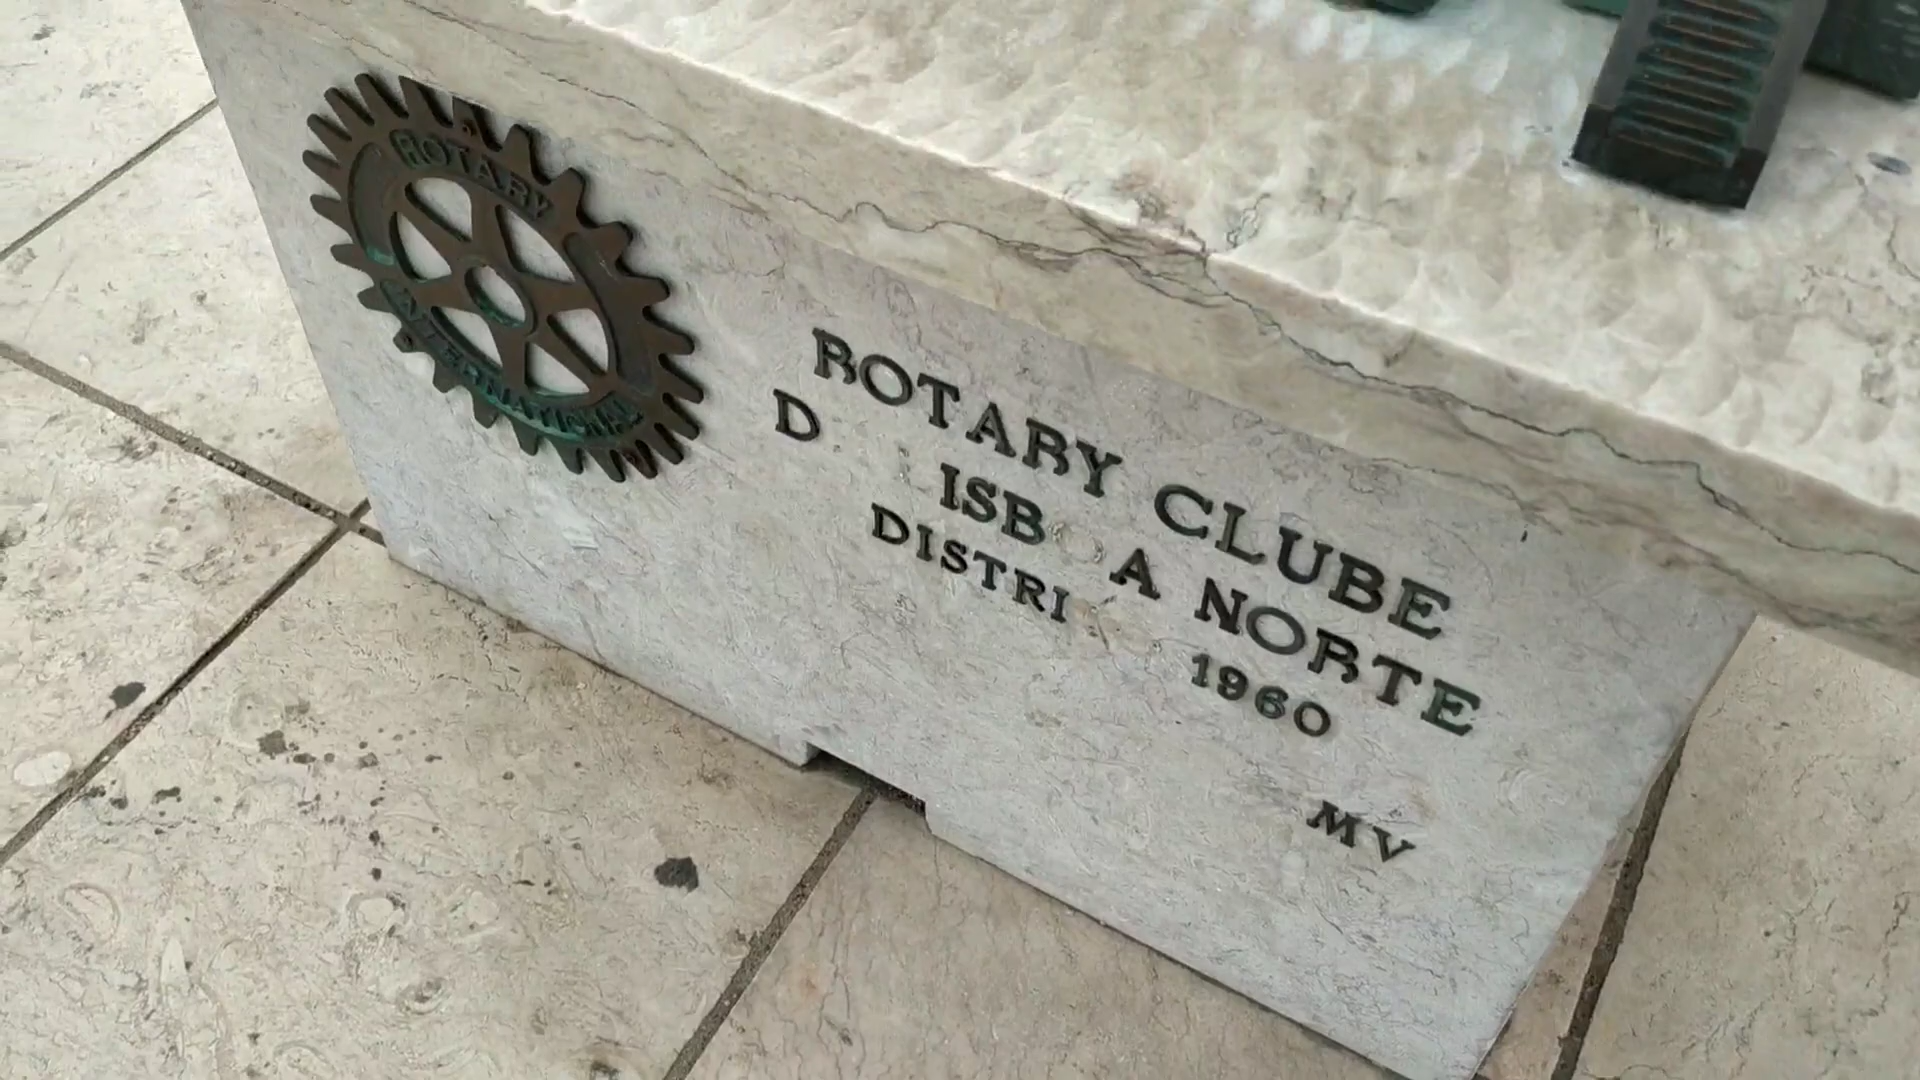 ROTARY
INTERNATIONAL
ROTARY CLUBE
D ISB A NORTE
DISTRI 1960
MV